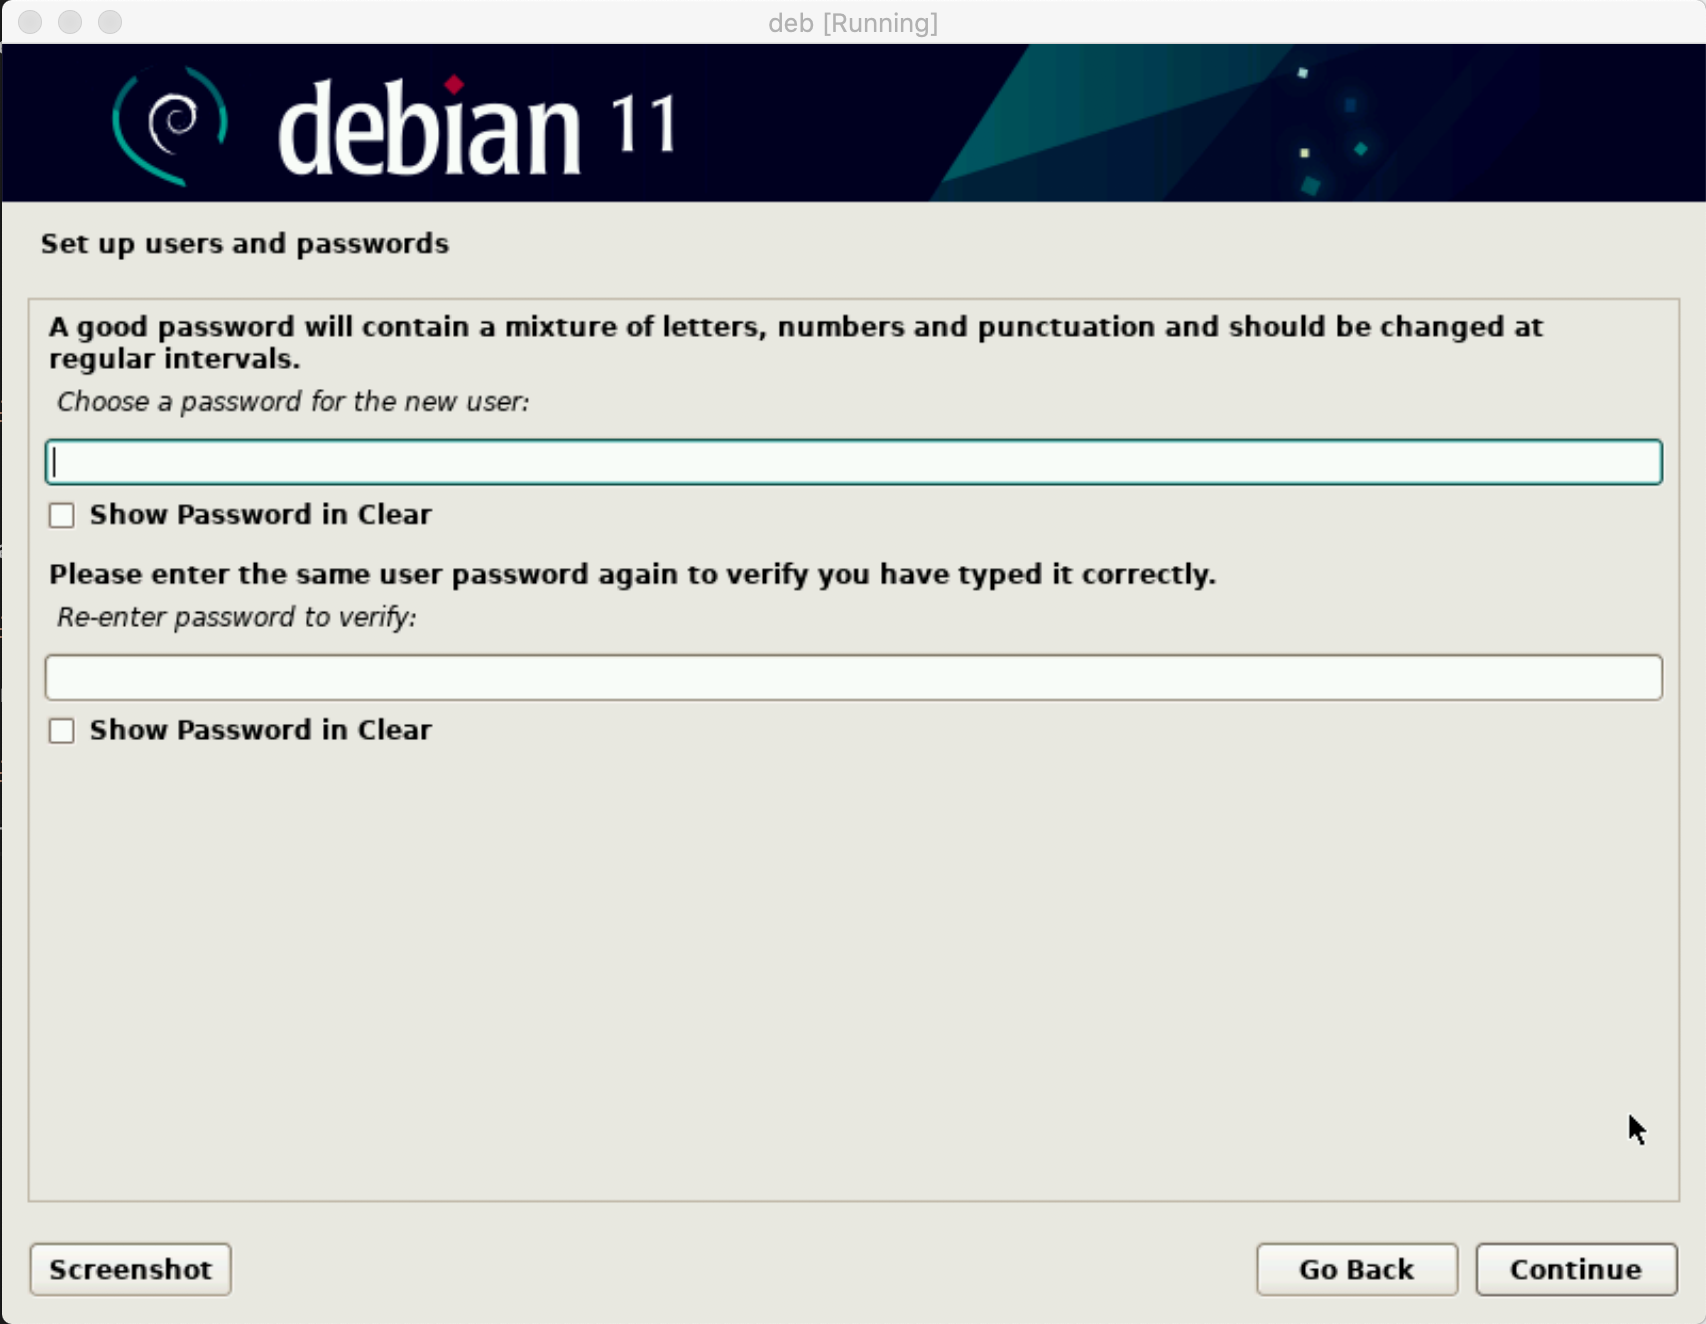 deb [Running]
debian 11
Set up users and passwords
A good password will contain a mixture of letters, numbers and punctuation and should be changed at
regular intervals.
Choose a password for the new user:
Show Password in Clear
Please enter the same user password again to verify you have typed it correctly.
Re-enter password to verify:
Show Password in Clear
Screenshot
Go Back
Continue